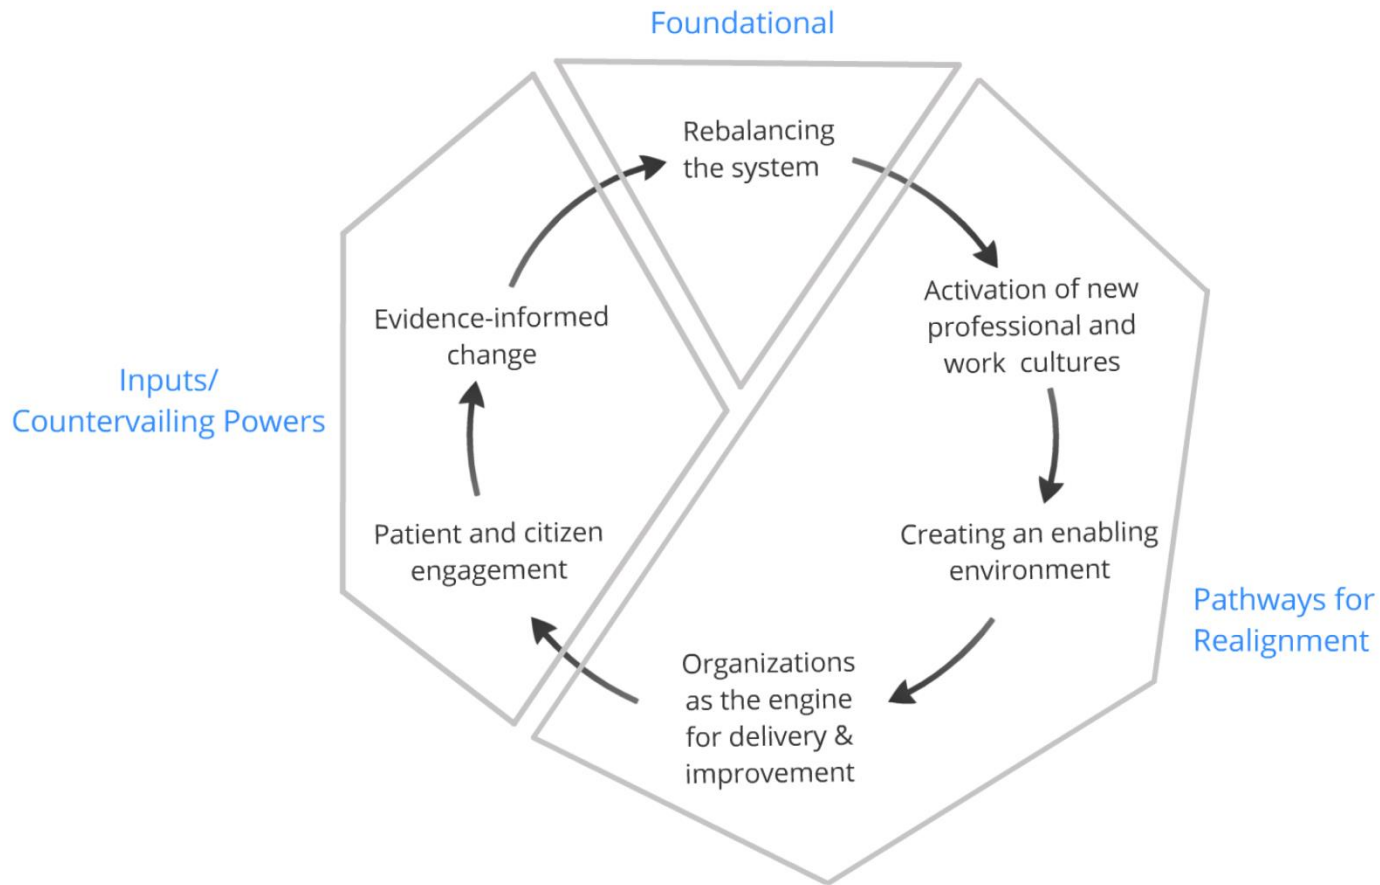 Foundational
Rebalancing
the system
Activation of new
professional and
work cultures
Creating an enabling
environment
Pathways for
Realignment
Organizations
as the engine
for delivery &
improvement
Patient and citizen
engagement
Evidence-informed
change
Inputs/
Countervailing Powers